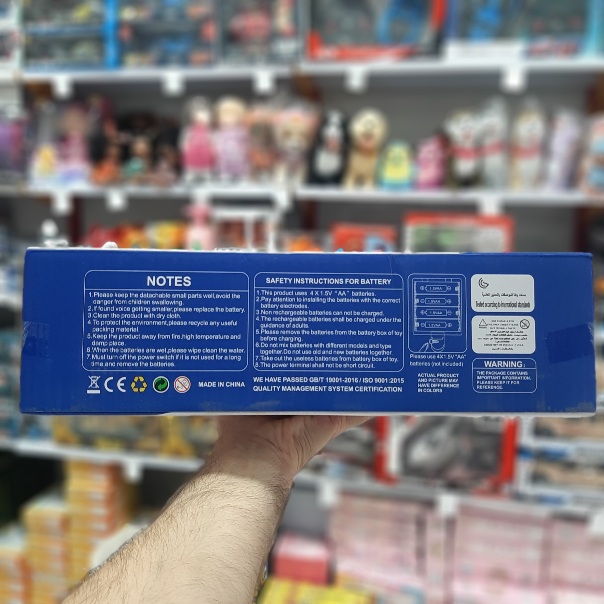 NOTES
1.Please keep the detachable small parts well,avoid the
danger from children swallowing.
2.If found voice getting smaller,please replace the battery.
3.Clean the product with dry cloth.
4.To protect the environment,please recycle any useful
packing material.
5.Keep the product away from fire,high temperature and
damp place.
6.When the batteries are wet,please wipe clean the water.
7.Must turn off the power switch if it is not used for a long
time and remove the batteries.
MADE IN CHINA
SAFETY INSTRUCTIONS FOR BATTERY
1.This product uses 4 X 1.5V "AA" batteries.
2.Pay attention to installing the batteries with the correct
battery electrodes.
3.Non rechargeable batteries can not be charged.
4.The rechargeable batteries shall be charged under the
guidance of adults.
5.Please remove the batteries from the battery box of toy
before charging.
6.Do not mix batteries with different models and type
together.Do not use old and new batteries together
7.Take out the useless batteries from battery box of toy.
8.The power terminal shall not be short circuit.
WE HAVE PASSED GB/T 19001-2016 / ISO 9001:2015
QUALITY MANAGEMENT SYSTEM CERTIFICATION
Please use 4X1.5V"AA"
batteries (not included)
ACTUAL PRODUCT
AND PICTURE MAY
HAVE DIFFERENCE
IN COLORS
Tested according to international standards
WARNING:
THE PACKAGE CONTAINS
IMPORTANT INFORMATION,
PLEASE KEEP IT FOR
REFERENCE.